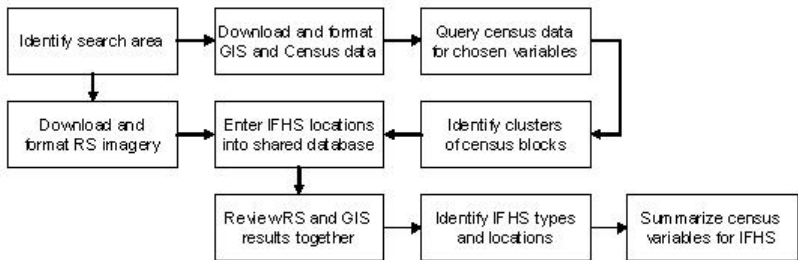 Identify search area
Download and format
GIS and Census data
Query census data
for chosen variables
Download and
format RS imagery
Enter IFHS locations
into shared database
Identify clusters
of census blocks
Review RS and GIS
results together
Identify IFHS types
and locations
Summarize census
variables for IFHS